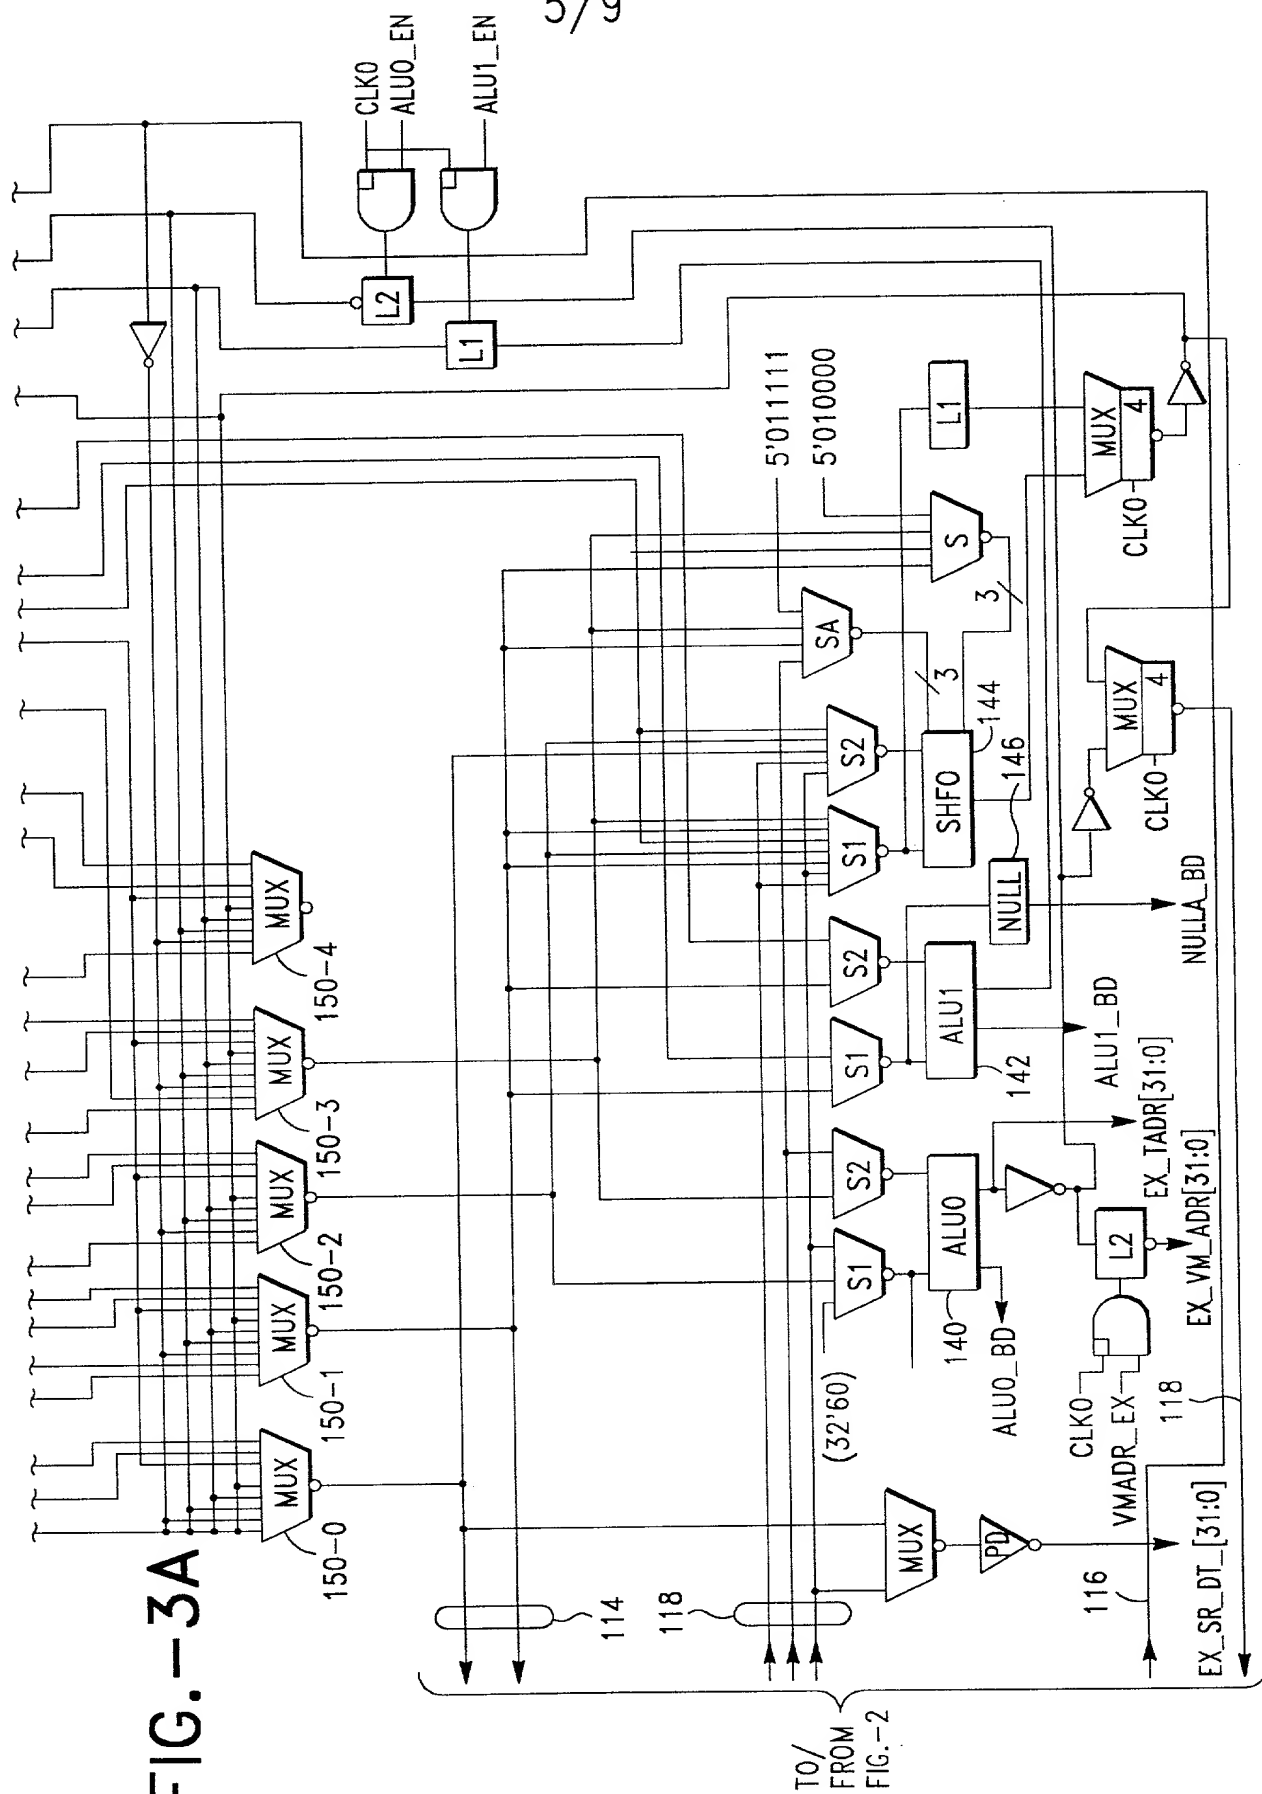 5/9
FIG.-3A
CLK0
ALU0_EN
ALU1_EN
L2
L1
MUX
150-0
MUX
150-1
MUX
150-2
MUX
150-3
MUX
150-4
5'011111
5'010000
S1
S2
S1
S2
S1
S2
SA
S
L1
3
3
(32'60)
ALU0
140
ALU0_BD
ALU1
142
ALU1_BD
NULL
146
NULLA_BD
SHF0
144
MUX
4
CLK0
MUX
4
CLK0
L2
CLK0
VMADR_EX
EX_TADR[31:0]
EX_VM_ADR[31:0]
MUX
PD
EX_SR_DT_[31:0]
114
118
116
118
TO/
FROM
FIG.-2